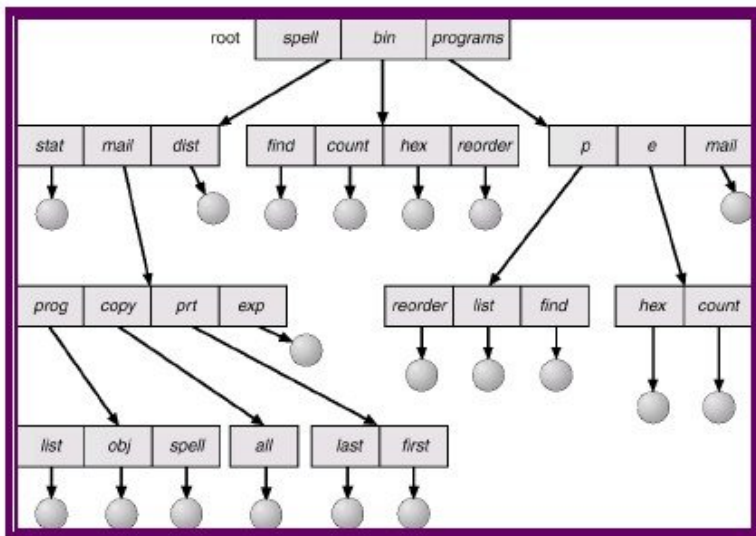 root spell bin programs
stat mail dist find count hex reorder p e mail
prog copy prt exp reorder list find hex count
list obj spell all last first